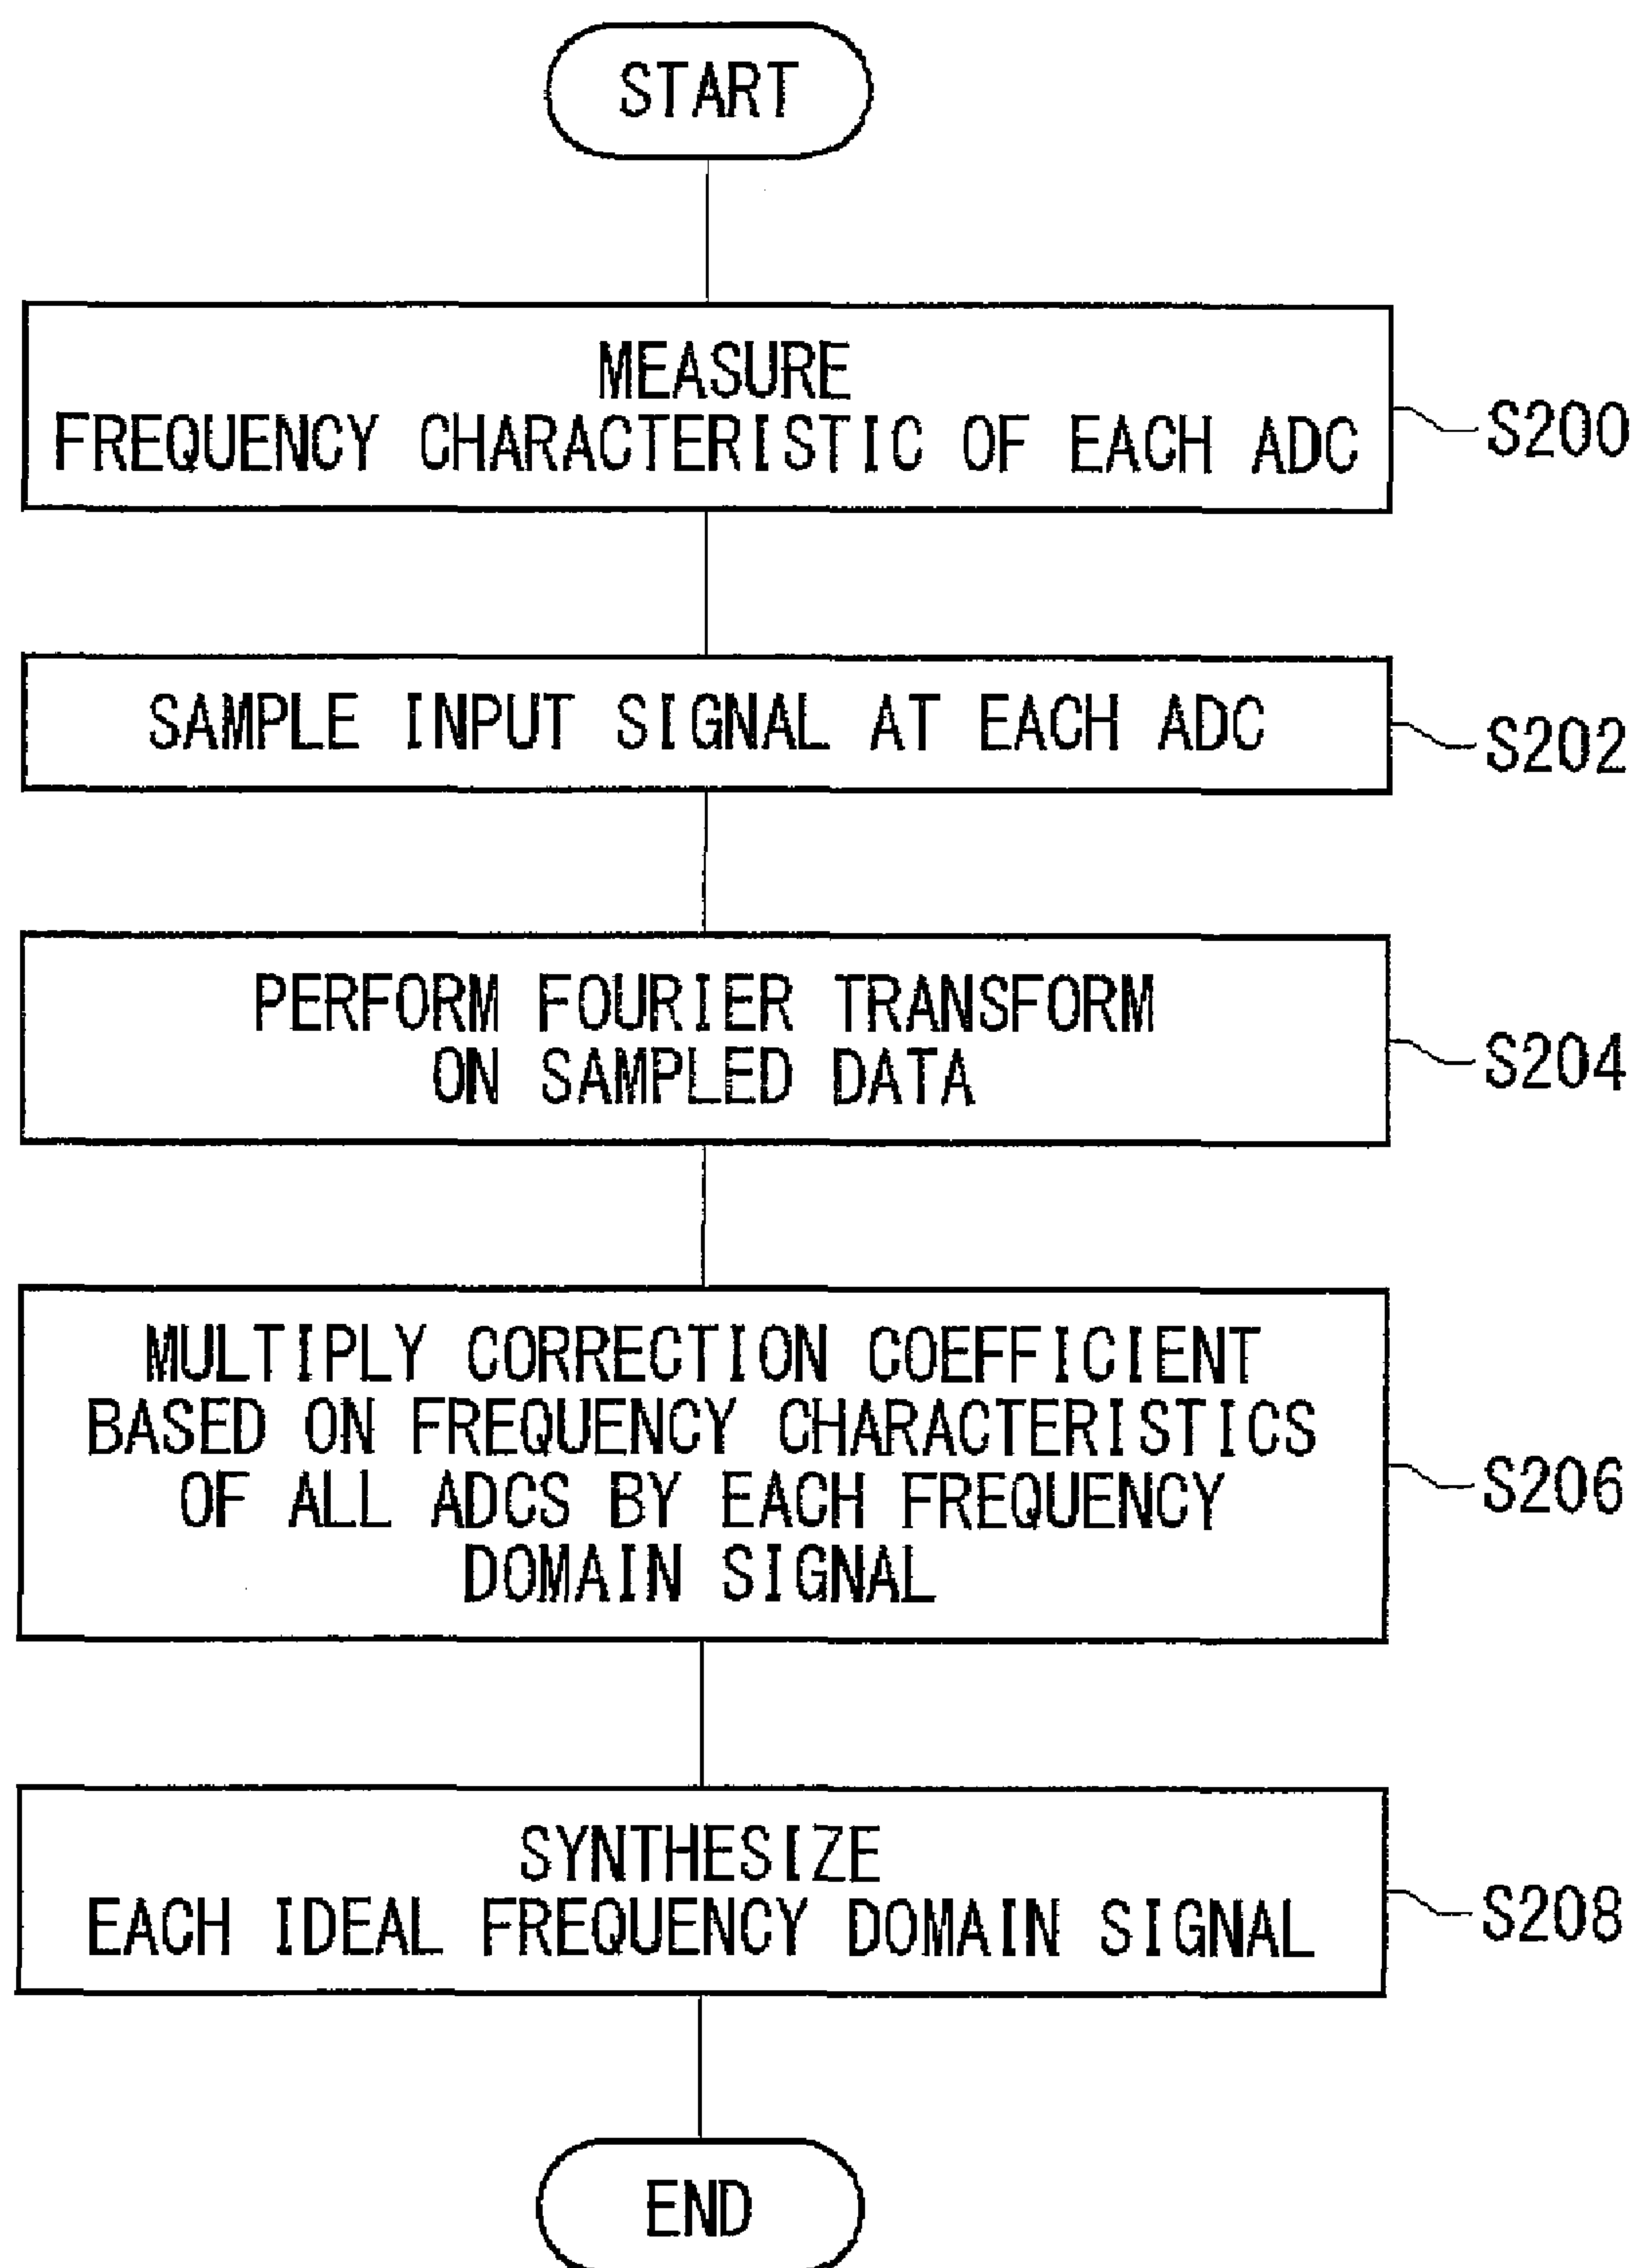 START
MEASURE
FREQUENCY CHARACTERISTIC OF EACH ADC
S200
SAMPLE INPUT SIGNAL AT EACH ADC
S202
PERFORM FOURIER TRANSFORM
ON SAMPLED DATA
S204
MULTIPLY CORRECTION COEFFICIENT
BASED ON FREQUENCY CHARACTERISTICS
OF ALL ADCS BY EACH FREQUENCY
DOMAIN SIGNAL
S206
SYNTHESIZE
EACH IDEAL FREQUENCY DOMAIN SIGNAL
S208
END